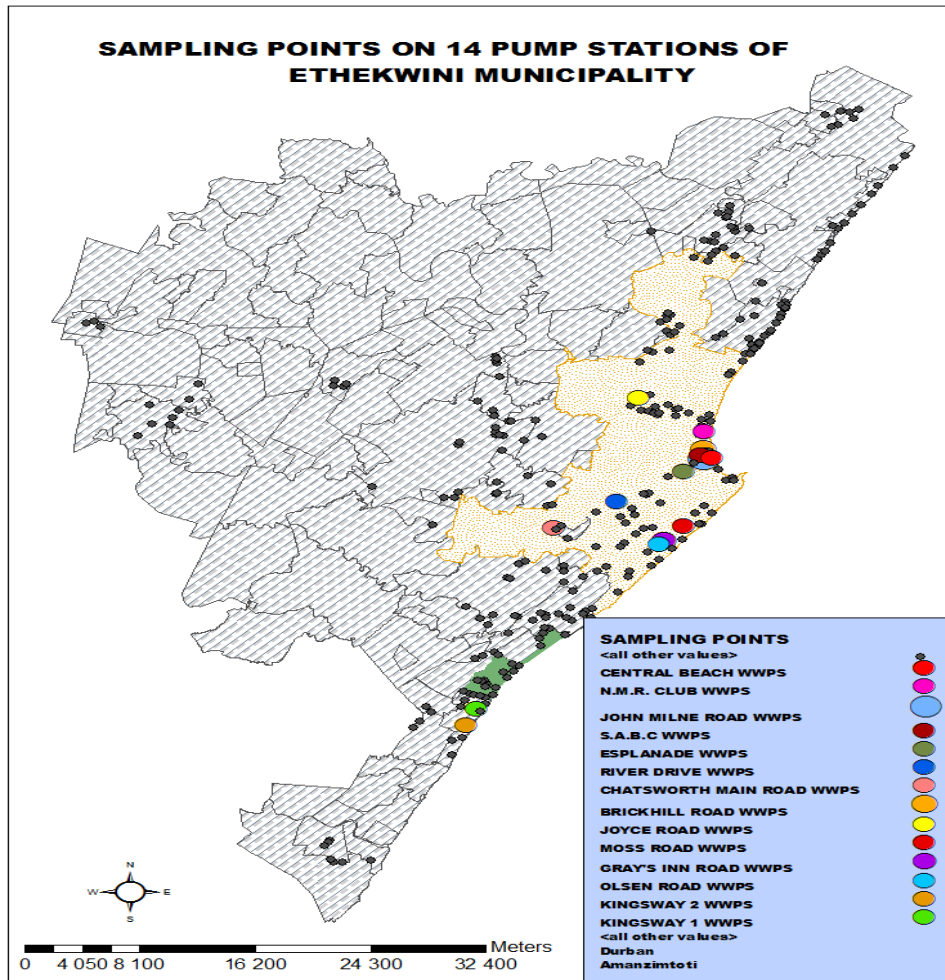 SAMPLING POINTS ON 14 PUMP STATIONS OF
ETHEKWINI MUNICIPALITY
SAMPLING POINTS
<all other values>
CENTRAL BEACH WWPS
N.M.R. CLUB WWPS
JOHN MILNE ROAD WWPS
S.A.B.C WWPS
ESPLANADE WWPS
RIVER DRIVE WWPS
CHATSWORTH MAIN ROAD WWPS
BRICKHILL ROAD WWPS
JOYCE ROAD WWPS
MOSS ROAD WWPS
GRAY'S INN ROAD WWPS
OLSEN ROAD WWPS
KINGSWAY 2 WWPS
KINGSWAY 1 WWPS
<all other values>
Durban
Amanzimtoti
N
W E
S
Meters
0 4 050 8 100 16 200 24 300 32 400